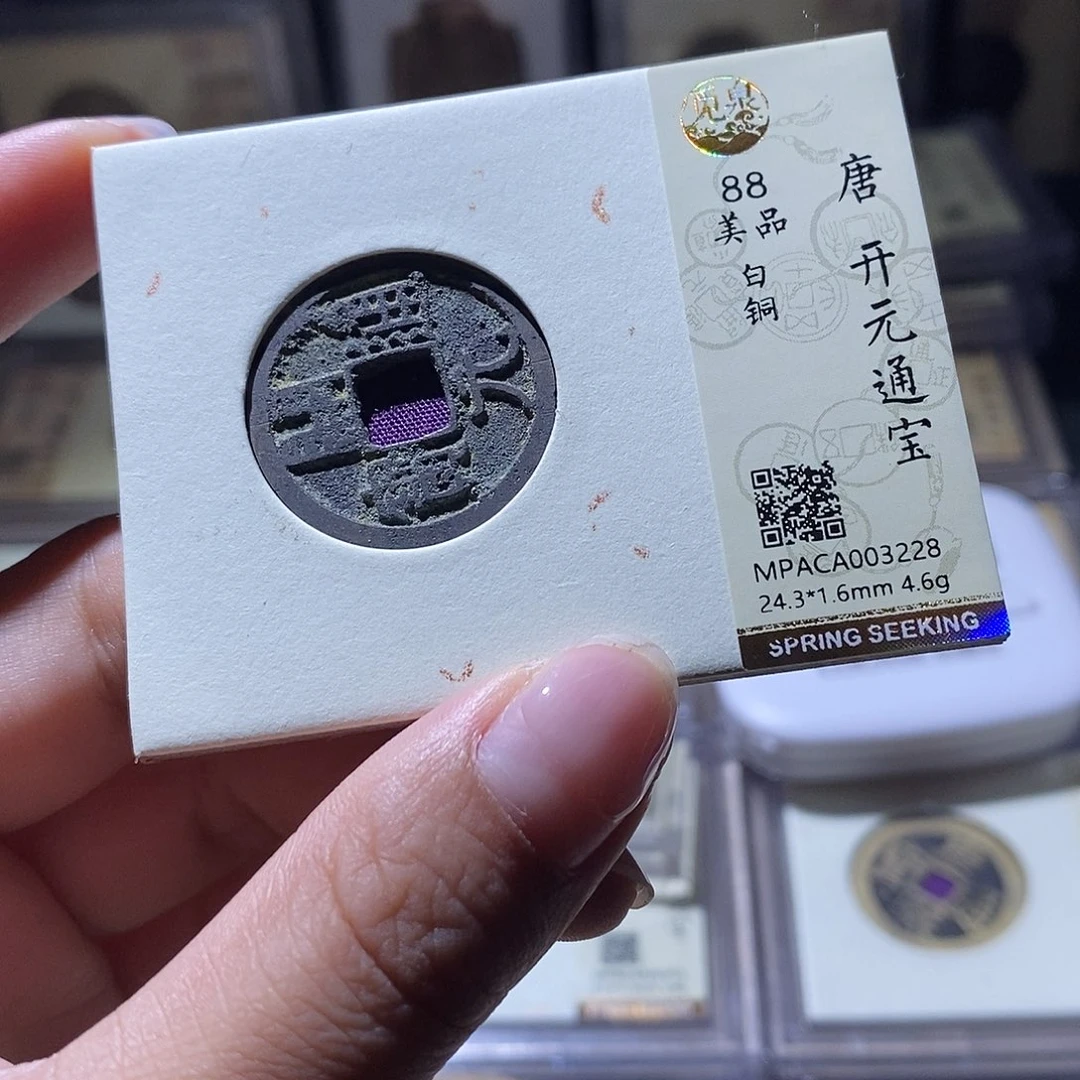 觅泉
唐 开元通宝
88
美品
白铜
MPACA003228
24.3*1.6mm 4.6g
SPRING SEEKING